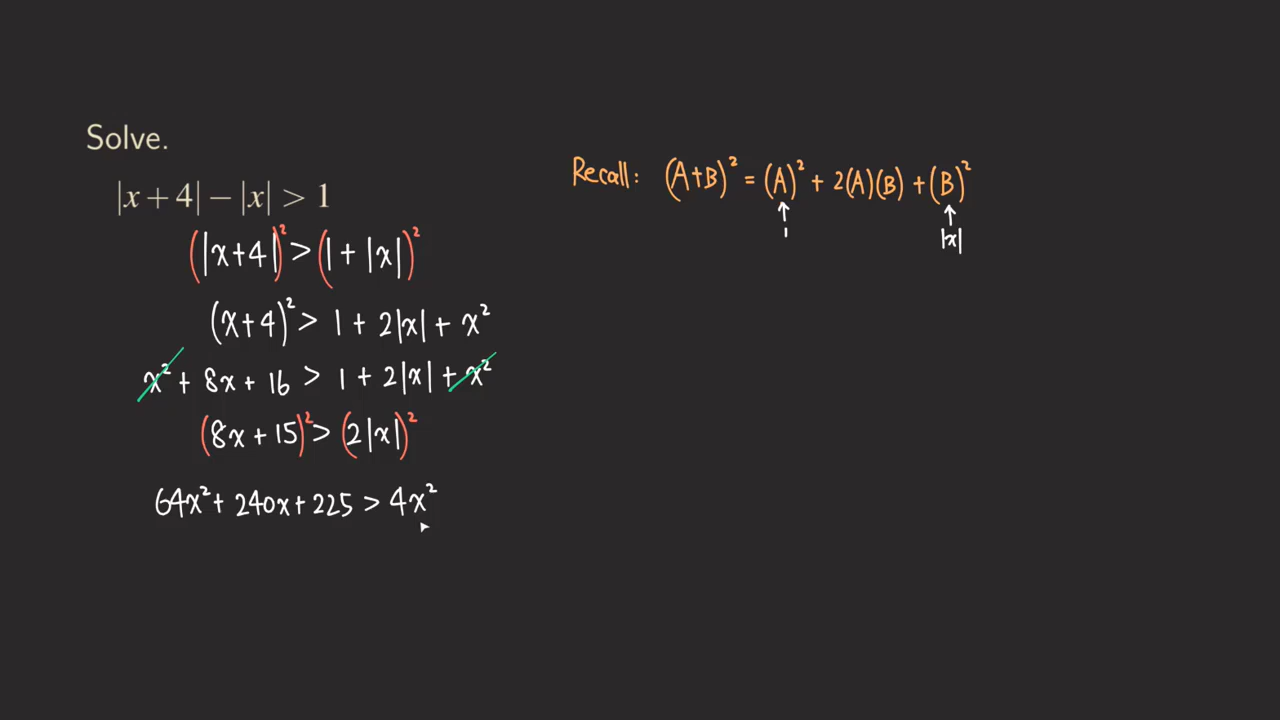 Solve.
|x + 4| − |x| > 1
(|x+4|)² > (1 + |x|)²
(x+4)² > 1 + 2|x| + x²
x² + 8x + 16 > 1 + 2|x| + x²
(8x + 15)² > (2|x|)²
64x² + 240x + 225 > 4x²
Recall: (A+B)² = (A)² + 2(A)(B) + (B)²
↑ ↑
1 |x|